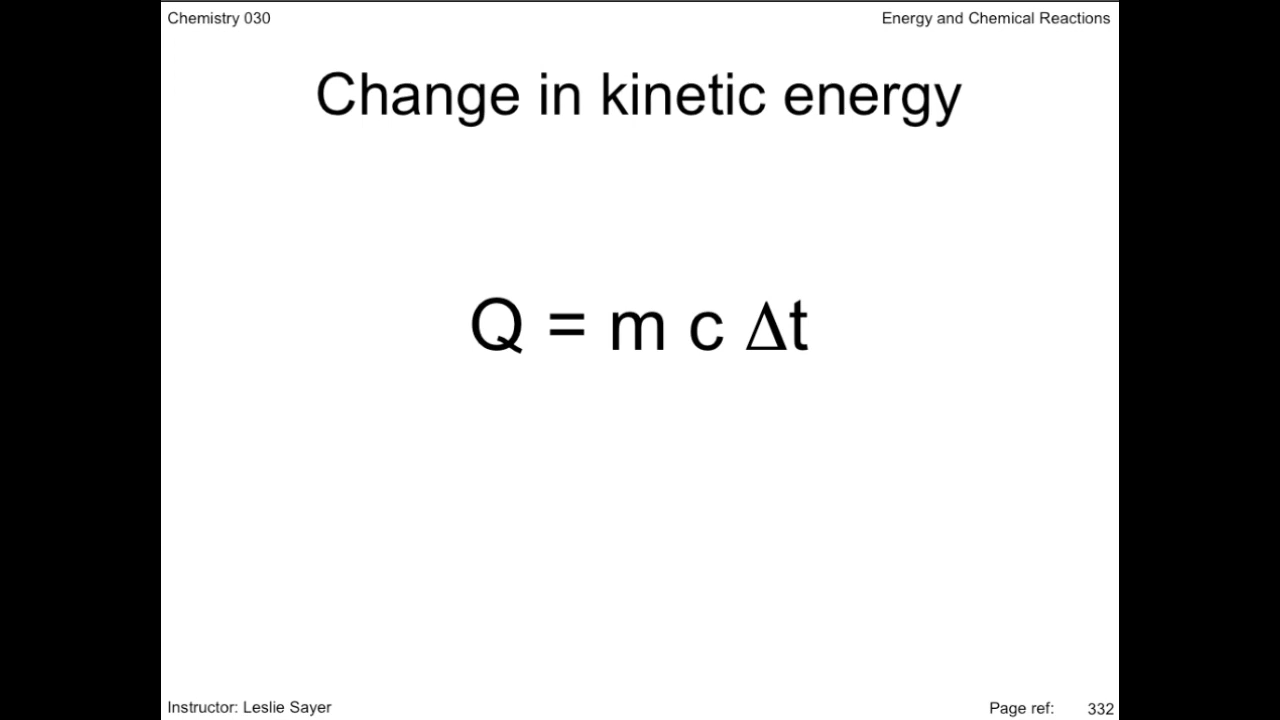 Chemistry 030
Energy and Chemical Reactions
Change in kinetic energy
Q = m c Δt
Instructor: Leslie Sayer
Page ref: 332